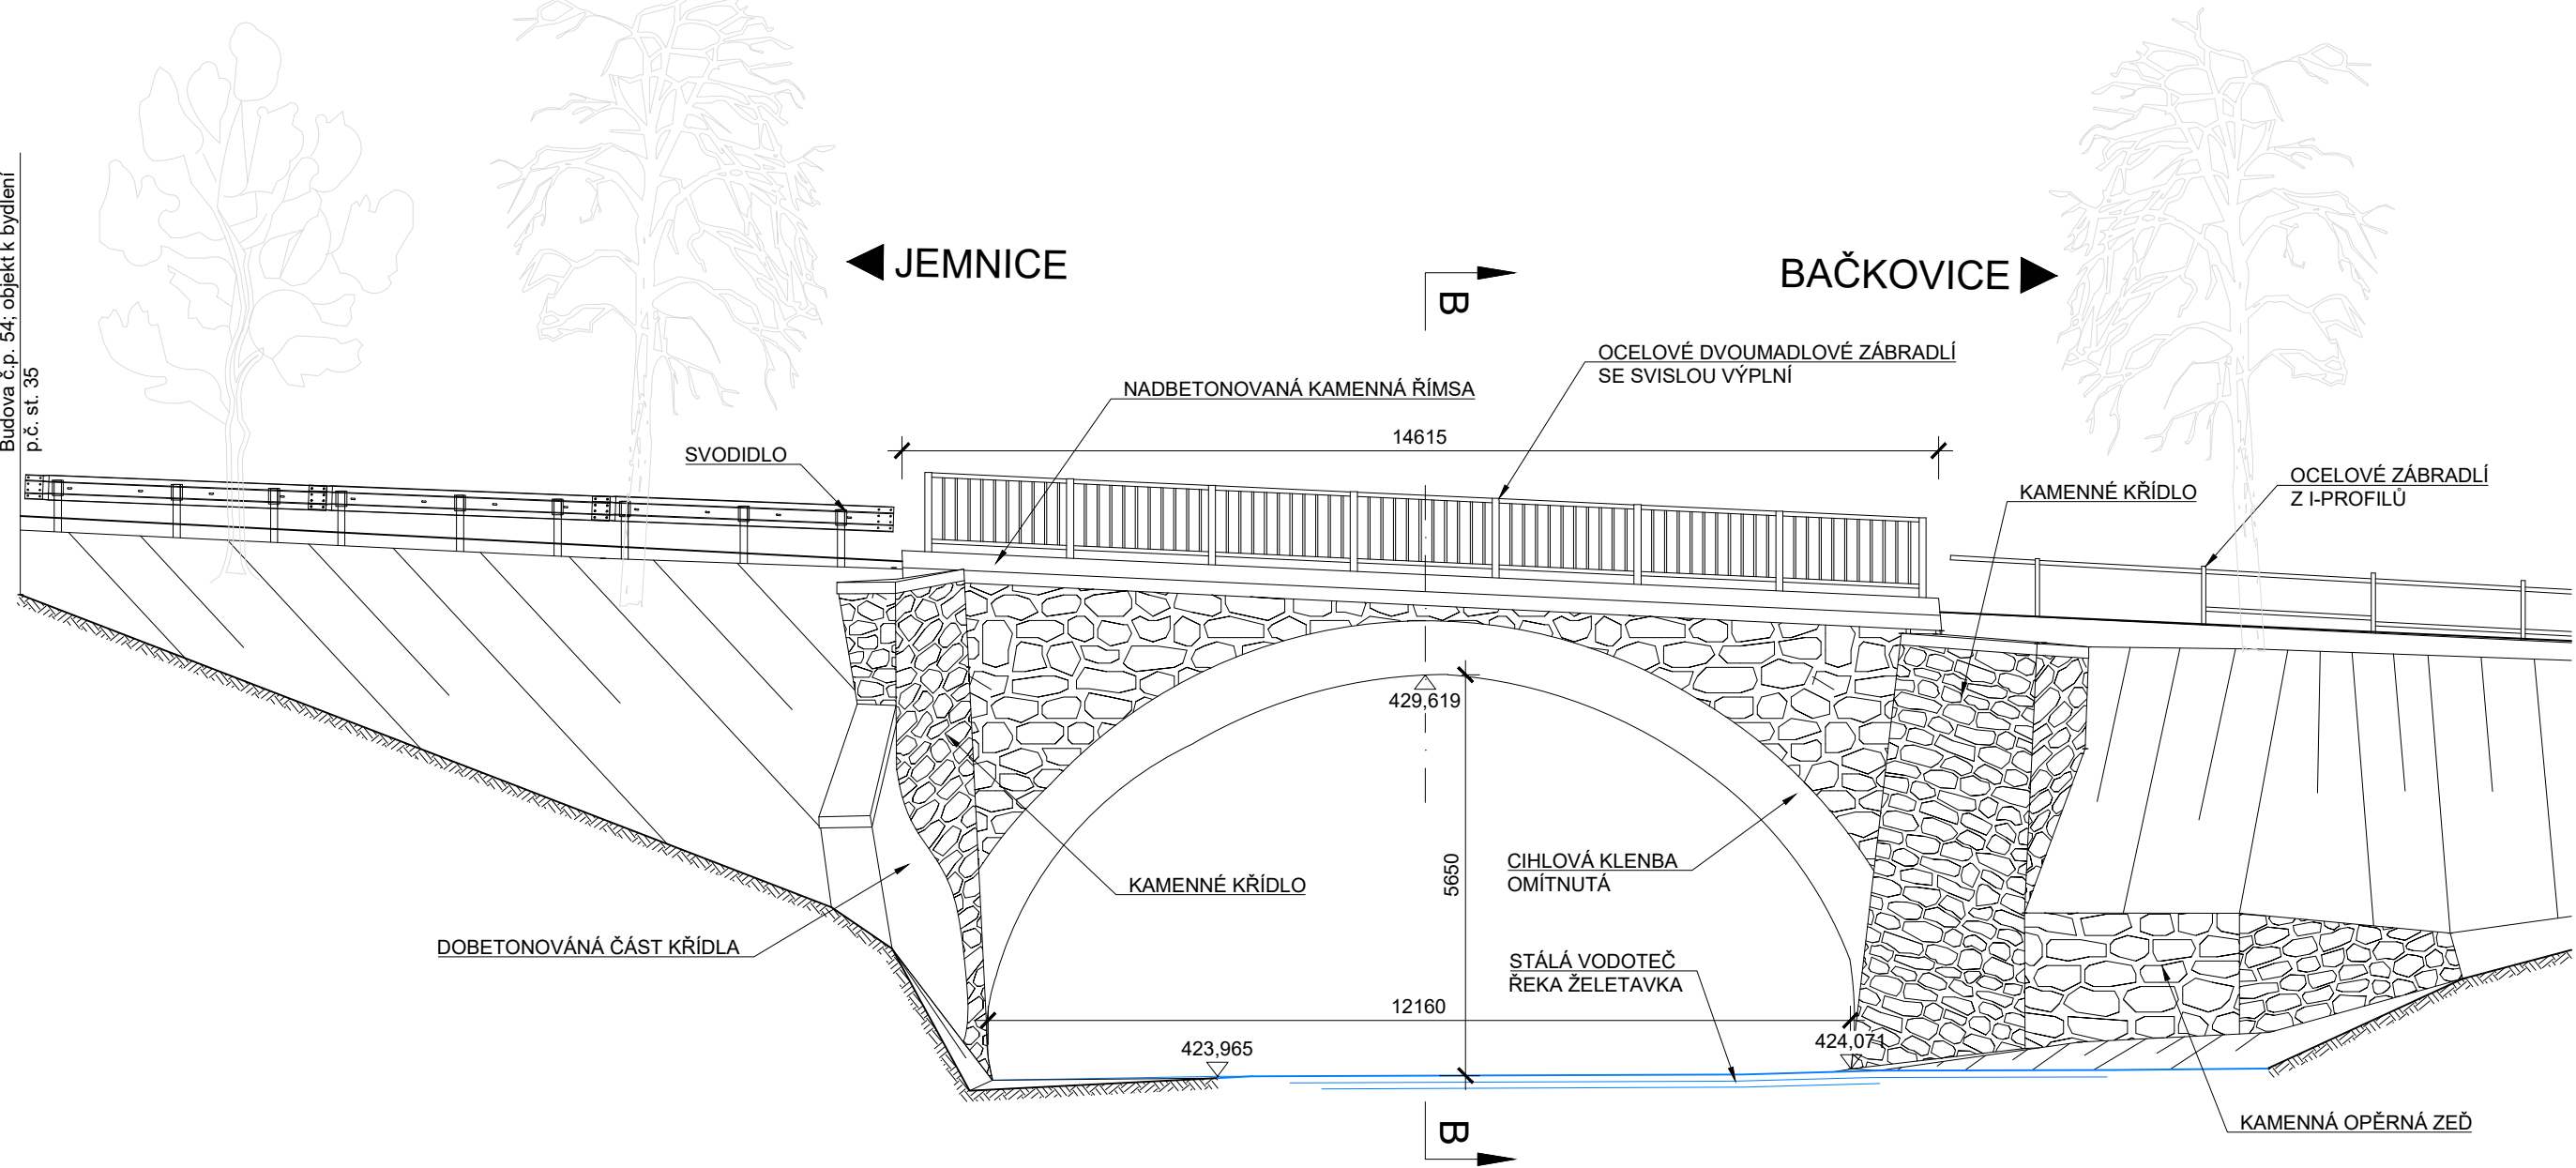 Budova č.p. 54; objekt k bydlení
p.č. st. 35
JEMNICE
B
BAČKOVICE
OCELOVÉ DVOUMADLOVÉ ZÁBRADLÍ
SE SVISLOU VÝPLNÍ
NADBETONOVANÁ KAMENNÁ ŘÍMSA
14615
SVODIDLO
OCELOVÉ ZÁBRADLÍ
Z I-PROFILŮ
KAMENNÉ KŘÍDLO
429,619
5650
CIHLOVÁ KLENBA
OMÍTNUTÁ
KAMENNÉ KŘÍDLO
DOBETONOVÁNÁ ČÁST KŘÍDLA
STÁLÁ VODOTEČ
ŘEKA ŽELETAVKA
12160
423,965
424,071
B
KAMENNÁ OPĚRNÁ ZEĎ